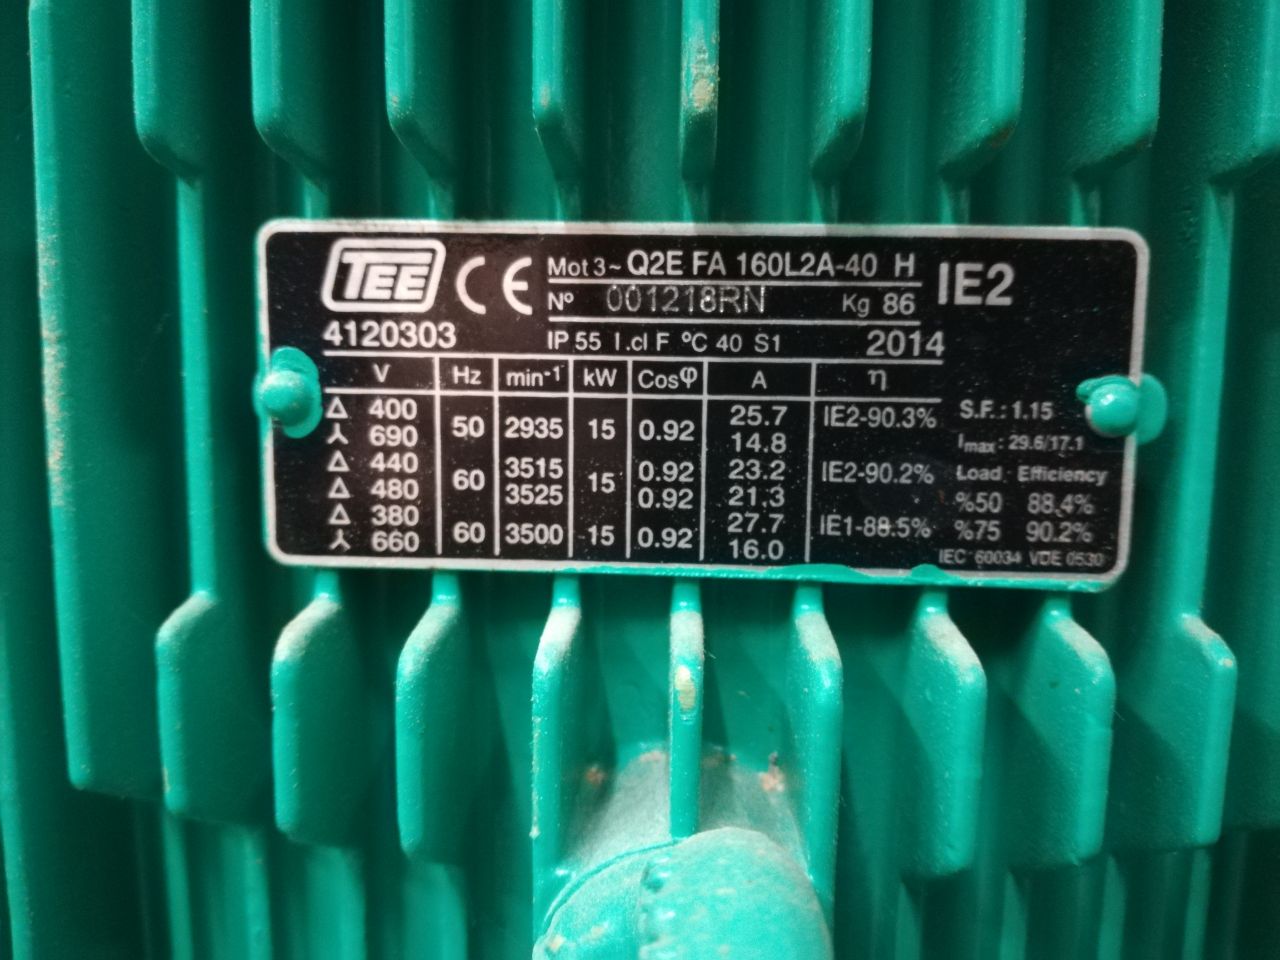 TEE CE Mot 3~ Q2E FA 160L2A-40 H IE2
Nº 001218RN Kg 86
4120303 IP 55 I.cl F ºC 40 S1 2014
V Hz min-1 kW Cosφ A η
Δ 400 50 2935 15 0.92 25.7 IE2-90.3% S.F.: 1.15
⅄ 690 14.8 Imax: 29.6/17.1
Δ 440 60 3515 15 0.92 23.2 IE2-90.2% Load Efficiency
Δ 480 3525 0.92 21.3 %50 88.4%
Δ 380 60 3500 15 0.92 27.7 IE1-88.5% %75 90.2%
⅄ 660 16.0 IEC 60034 VDE 0530